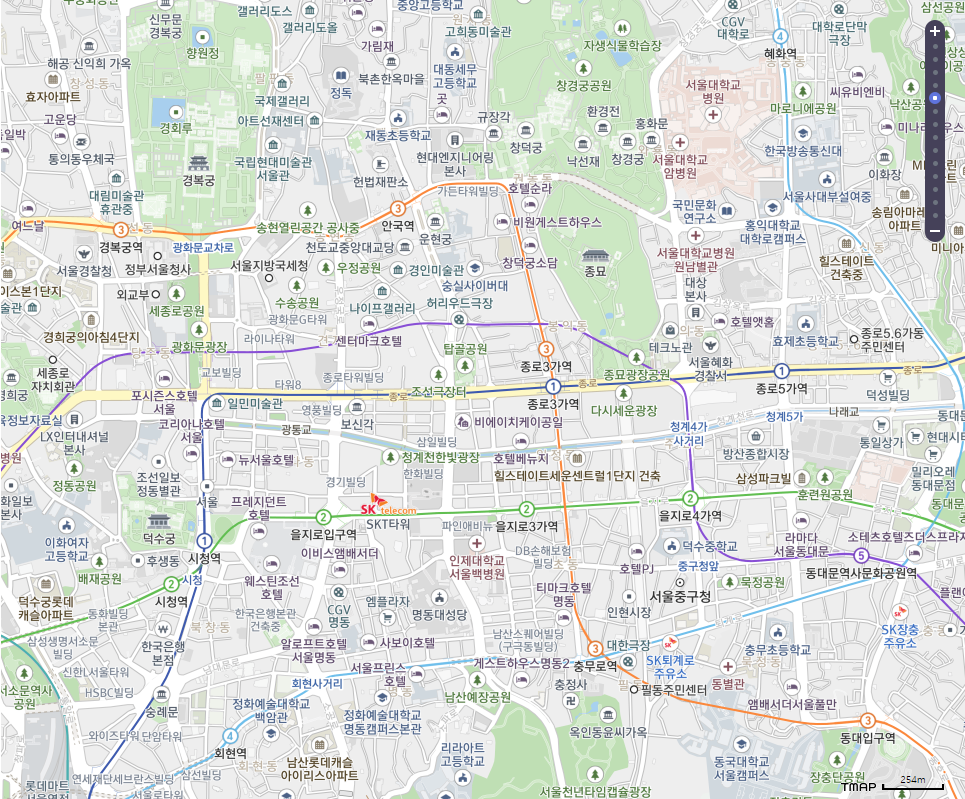 중앙고등학교
신무문
경복궁
갤러리도스
갤러리도올
고희동미술관
CGV
대학로
대학로단막
극장
향원정
가림재
자생식물학습장
4
혜화역
해공 신익희 가옥
창성동
팔판동
대동세무
고등학교
창경궁공원
서울대학교
병원
효자아파트
국제갤러리
정독
북촌한옥마을
곳
씨유비엔비
고운당
경회루
아트선재센터
규장각
환경전
마로니에공원
낙산공원
재동초등학교
홍화문
통의동우체국
국립현대미술관
서울관
현대엔지니어링
본사
창덕궁
낙선재
창경궁
서울대학교
암병원
한국방송통신대
이화장
경복궁
헌법재판소
대림미술관
휴관중
가든타워빌딩
권농동
호텔순라
서울사대부설여중
여드날
3
송현열린광장 공사중
3
안국역
비원게스트하우스
국민문화
연구소
홍익대학교
대학로캠퍼스
송림아마레
아파트
경복궁역
광화문교차로
천도교중앙대교당
운현궁
서울경찰청
정부서울청사
서울지방국세청
우정공원
경인미술관
창덕궁소담
종묘
서울대학교병원
원남별관
힐스테이트
건축중
외교부
수송공원
숭실사이버대
대상
본사
세종로공원
나이프갤러리
허리우드극장
호텔앳홈
경희궁의아침4단지
광화문G타워
라이나타워
센터마크호텔
돈의동
효제초등학교
종로5.6가동
주민센터
당주동
광화문광장
탑골공원
3
종로3가역
테크노관
서울혜화
경찰서
세종로
자치회관
교보빌딩
종로타워빌딩
종묘광장공원
1
종로5가역
종로
포시즌스호텔
서울
타워8
종로
조선극장터
1
종로
종로3가역
다시세운광장
덕성빌딩
일민미술관
영풍빌딩
보신각
비에이치케이공일
나래교
청계5가
코리아나호텔
서울
광통교
삼일빌딩
청계4가
사거리
LX인터내셔널
본사
통일상가
뉴서울호텔
청계천한빛광장
호텔베뉴지
방산종합시장
조선일보
정동별관
한화빌딩
힐스테이트세운센트럴1단지 건축
정동공원
경기빌딩
삼성파크빌
밀리오레
동대문점
서울
프레지던트
호텔
SK telecom
SKT타워
2
을지로4가역
훈련원공원
덕수궁
2
을지로입구역
파인애비뉴
2
을지로3가역
라마다
서울동대문
소테츠호텔즈더스프라지
이화여자
고등학교
1
시청역
이비스앰배서더
DB손해보험
빌딩
덕수중학교
5
동대문역사문화공원역
후생동
인제대학교
서울백병원
호텔PJ
중구청앞
배재공원
2
시청
시청역
웨스틴조선
호텔
티마크호텔
명동
묵정공원
덕수궁롯데
캐슬아파트
CGV
명동
엠플라자
명동대성당
서울중구청
인현시장
동화빌딩
본관
한국은행본관
건축중
북창동
SK장충
주유소
삼성생명서소문
빌딩
한국은행
본점
알로프트호텔
서울명동
사보이호텔
남산스퀘어빌딩
(구극동빌딩)
3
충무로역
대한극장
SK퇴계로
주유소
충무초등학교
신한L서울타워
회현사거리
서울프린스
호텔
게스트하우스명동2
묵정동
동별관
서소문역사
공원
HSBC빌딩
숭례문
정화예술대학교
백암관
정화예술대학교
명동캠퍼스본관
남산예장공원
충정사
필동
필동주민센터
앰배서더서울풀만
3
동대입구역
와이즈타워
단암타워
4
회현역
옥인동윤씨가옥
리라아트
고등학교
동국대학교
서울캠퍼스
연세재단세브란스빌딩
삼선빌딩
회현동
남산롯데캐슬
아이리스아파트
장충단공원
서울로타워
서울천년타임캡슐광장
TMAP
254m